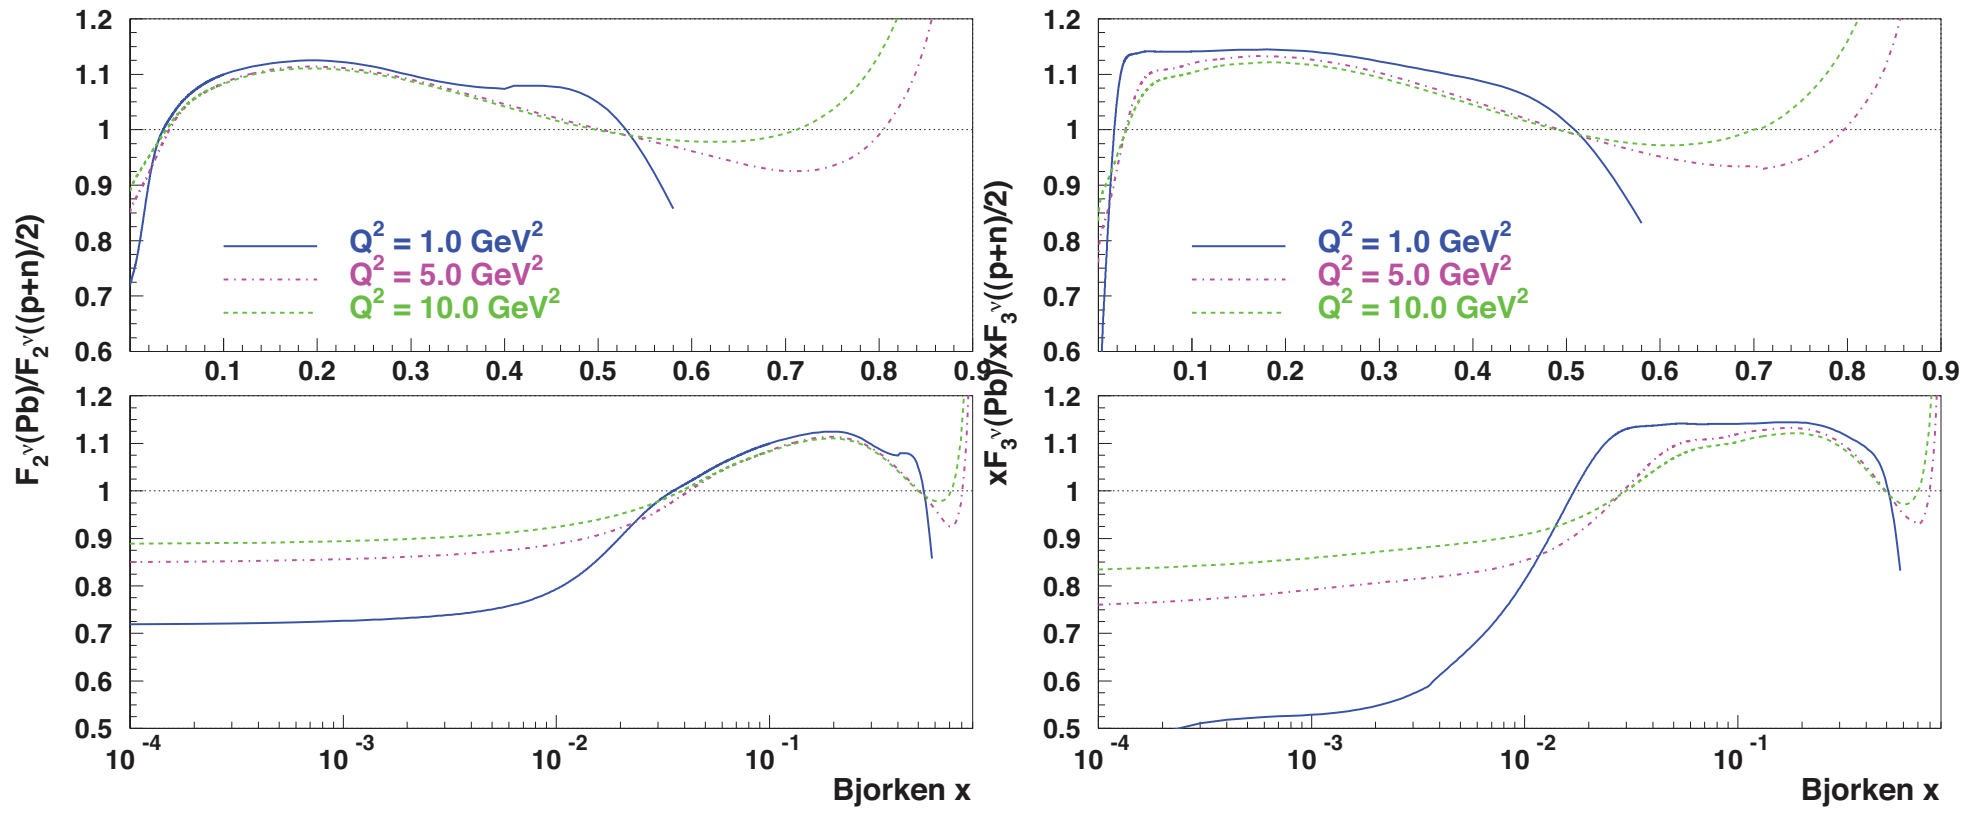 F₂ᵛ(Pb)/F₂ᵛ((p+n)/2)
1.2
1.1
1
0.9
0.8
0.7
0.6
Q² = 1.0 GeV²
Q² = 5.0 GeV²
Q² = 10.0 GeV²
0.1 0.2 0.3 0.4 0.5 0.6 0.7 0.8 0.9
1.2
1.1
1
0.9
0.8
0.7
0.6
0.5
10⁻⁴ 10⁻³ 10⁻² 10⁻¹
Bjorken x
xF₃ᵛ(Pb)/xF₃ᵛ((p+n)/2)
1.2
1.1
1
0.9
0.8
0.7
0.6
Q² = 1.0 GeV²
Q² = 5.0 GeV²
Q² = 10.0 GeV²
0.1 0.2 0.3 0.4 0.5 0.6 0.7 0.8 0.9
1.2
1.1
1
0.9
0.8
0.7
0.6
0.5
10⁻⁴ 10⁻³ 10⁻² 10⁻¹
Bjorken x